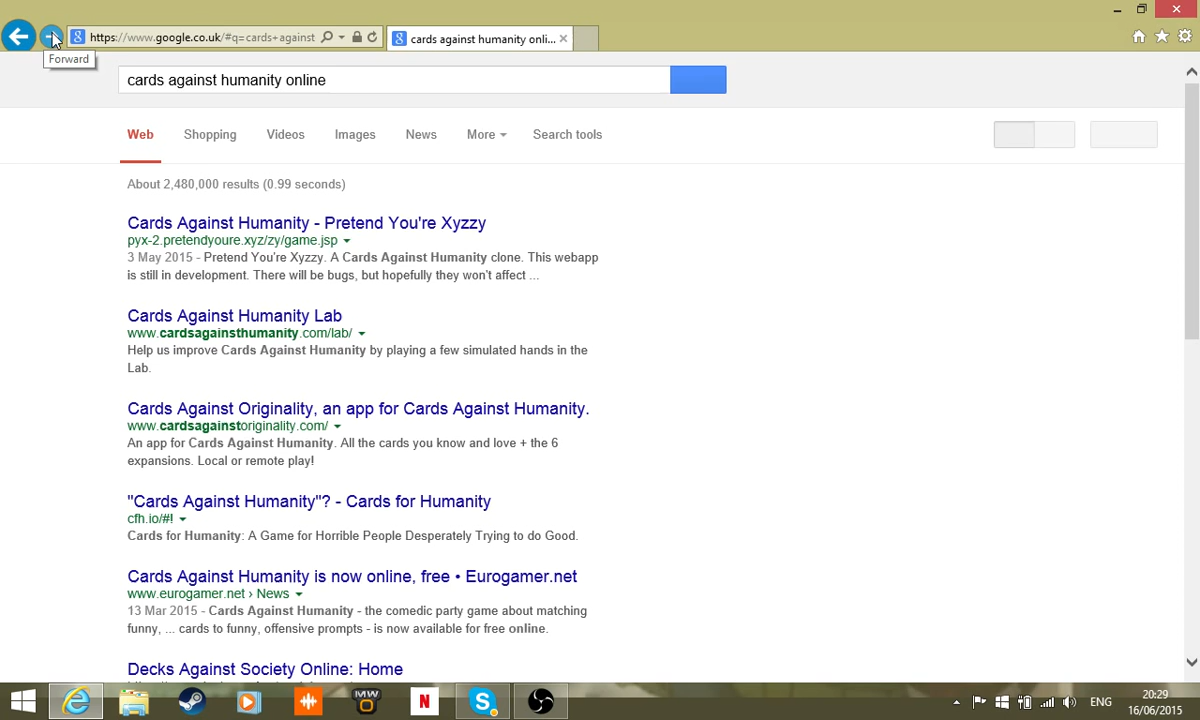 https://www.google.co.uk/#q=cards+against
cards against humanity onli...
Forward
cards against humanity online
Web Shopping Videos Images News More Search tools
About 2,480,000 results (0.99 seconds)
Cards Against Humanity - Pretend You're Xyzzy
pyx-2.pretendyoure.xyz/zy/game.jsp
3 May 2015 - Pretend You're Xyzzy. A Cards Against Humanity clone. This webapp
is still in development. There will be bugs, but hopefully they won't affect ...
Cards Against Humanity Lab
www.cardsagainsthumanity.com/lab/
Help us improve Cards Against Humanity by playing a few simulated hands in the
Lab.
Cards Against Originality, an app for Cards Against Humanity.
www.cardsagainstoriginality.com/
An app for Cards Against Humanity. All the cards you know and love + the 6
expansions. Local or remote play!
"Cards Against Humanity"? - Cards for Humanity
cfh.io/#!
Cards for Humanity: A Game for Horrible People Desperately Trying to do Good.
Cards Against Humanity is now online, free • Eurogamer.net
www.eurogamer.net › News
13 Mar 2015 - Cards Against Humanity - the comedic party game about matching
funny, ... cards to funny, offensive prompts - is now available for free online.
Decks Against Society Online: Home
MW
N
S
ENG
20:29
16/06/2015